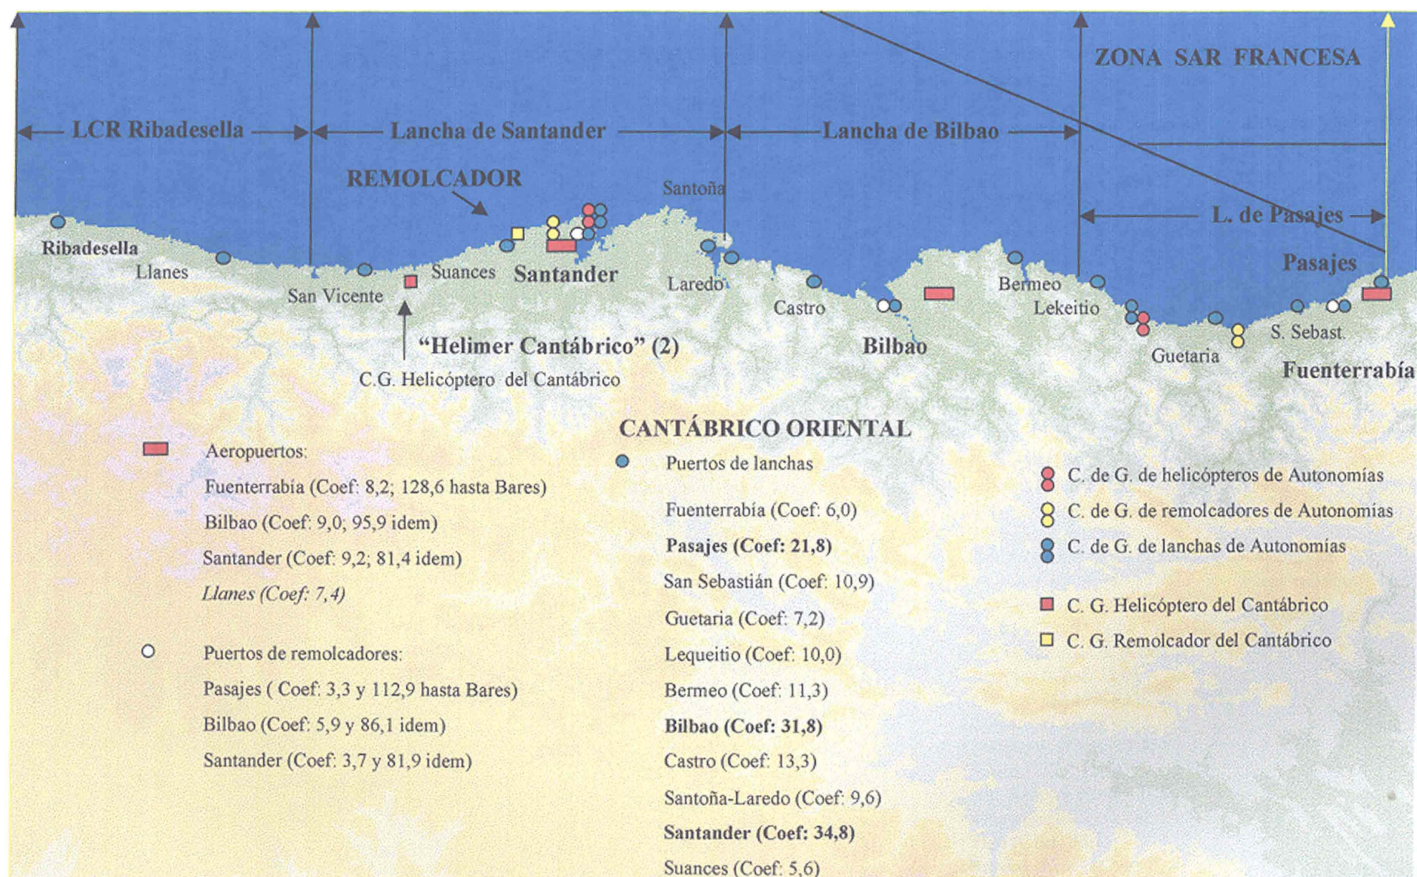 ZONA SAR FRANCESA
LCR Ribadesella
Lancha de Santander
Lancha de Bilbao
REMOLCADOR
Santoña
L. de Pasajes
Ribadesella
Llanes
San Vicente
Suances
Santander
Laredo
Castro
Bilbao
Bermeo
Lekeitio
Guetaria
S. Sebast.
Pasajes
Fuenterrabía
“Helimer Cantábrico” (2)
C.G. Helicóptero del Cantábrico
CANTÁBRICO ORIENTAL
Aeropuertos:
Fuenterrabía (Coef: 8,2; 128,6 hasta Bares)
Bilbao (Coef: 9,0; 95,9 idem)
Santander (Coef: 9,2; 81,4 idem)
Llanes (Coef: 7,4)
Puertos de remolcadores:
Pasajes ( Coef: 3,3 y 112,9 hasta Bares)
Bilbao (Coef: 5,9 y 86,1 idem)
Santander (Coef: 3,7 y 81,9 idem)
Puertos de lanchas
Fuenterrabía (Coef: 6,0)
Pasajes (Coef: 21,8)
San Sebastián (Coef: 10,9)
Guetaria (Coef: 7,2)
Lequeitio (Coef: 10,0)
Bermeo (Coef: 11,3)
Bilbao (Coef: 31,8)
Castro (Coef: 13,3)
Santoña-Laredo (Coef: 9,6)
Santander (Coef: 34,8)
Suances (Coef: 5,6)
C. de G. de helicópteros de Autonomías
C. de G. de remolcadores de Autonomías
C. de G. de lanchas de Autonomías
C. G. Helicóptero del Cantábrico
C. G. Remolcador del Cantábrico